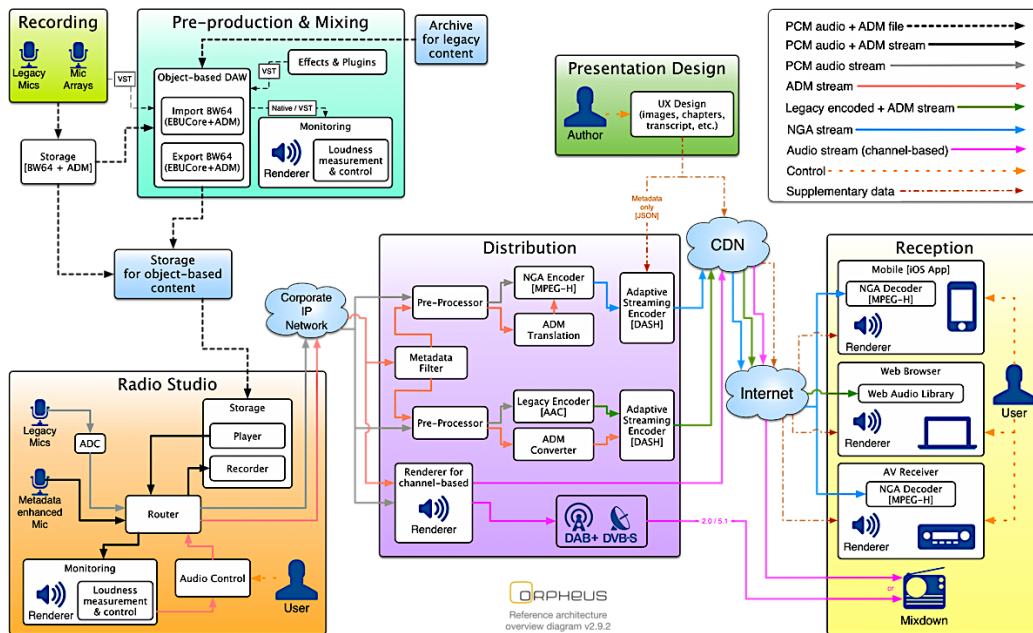 Recording
Legacy
Mics
Mic
Arrays
VST
Storage
[BW64 + ADM]
Pre-production & Mixing
Object-based DAW
Import BW64
(EBUCore+ADM)
Export BW64
(EBUCore+ADM)
VST
Effects & Plugins
Native / VST
Monitoring
Renderer
Loudness
measurement
& control
Archive
for legacy
content
Storage
for object-based
content
Presentation Design
Author
UX Design
(images, chapters,
transcript, etc.)
Metadata
only
[JSON]
PCM audio + ADM file
PCM audio + ADM stream
PCM audio stream
ADM stream
Legacy encoded + ADM stream
NGA stream
Audio stream (channel-based)
Control
Supplementary data
Radio Studio
Legacy
Mics
ADC
Metadata
enhanced
Mic
Storage
Player
Recorder
Router
Monitoring
Renderer
Loudness
measurement
& control
Audio Control
User
Corporate
IP
Network
Distribution
Pre-Processor
NGA Encoder
[MPEG-H]
ADM
Translation
Adaptive
Streaming
Encoder
[DASH]
Metadata
Filter
Pre-Processor
Legacy Encoder
[AAC]
ADM
Converter
Adaptive
Streaming
Encoder
[DASH]
Renderer for
channel-based
Renderer
DAB+ DVB-S
2.0 / 5.1
CDN
Internet
Reception
Mobile [iOS App]
NGA Decoder
[MPEG-H]
Renderer
Web Browser
Web Audio Library
Renderer
AV Receiver
NGA Decoder
[MPEG-H]
Renderer
User
or
Mixdown
ORPHEUS
Reference architecture
overview diagram v2.9.2